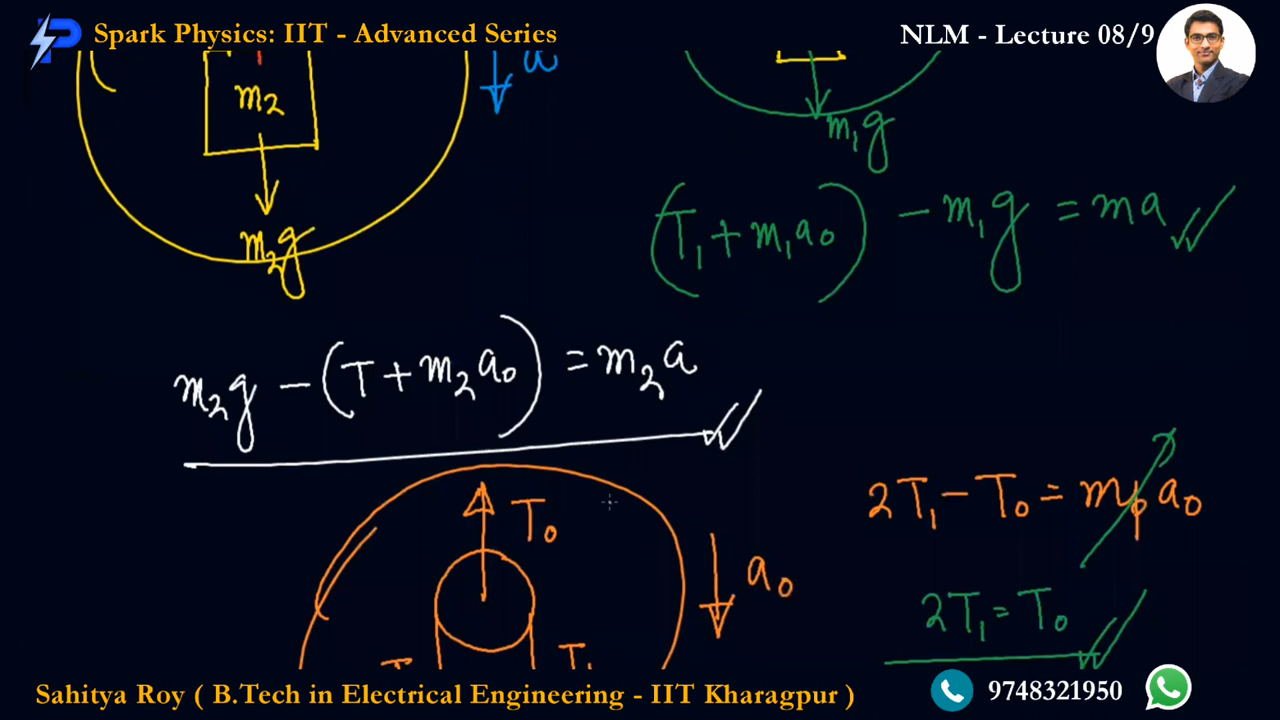 Spark Physics: IIT - Advanced Series
NLM - Lecture 08/9
a
m2
m₂g
m₁g
(T₁ + m₁a₀) - m₁g = ma
m₂g - (T + m₂a₀) = m₂a
T₀
a₀
T₁
2T₁ - T₀ = mₚa₀
2T₁ = T₀
Sahitya Roy ( B.Tech in Electrical Engineering - IIT Kharagpur )
9748321950